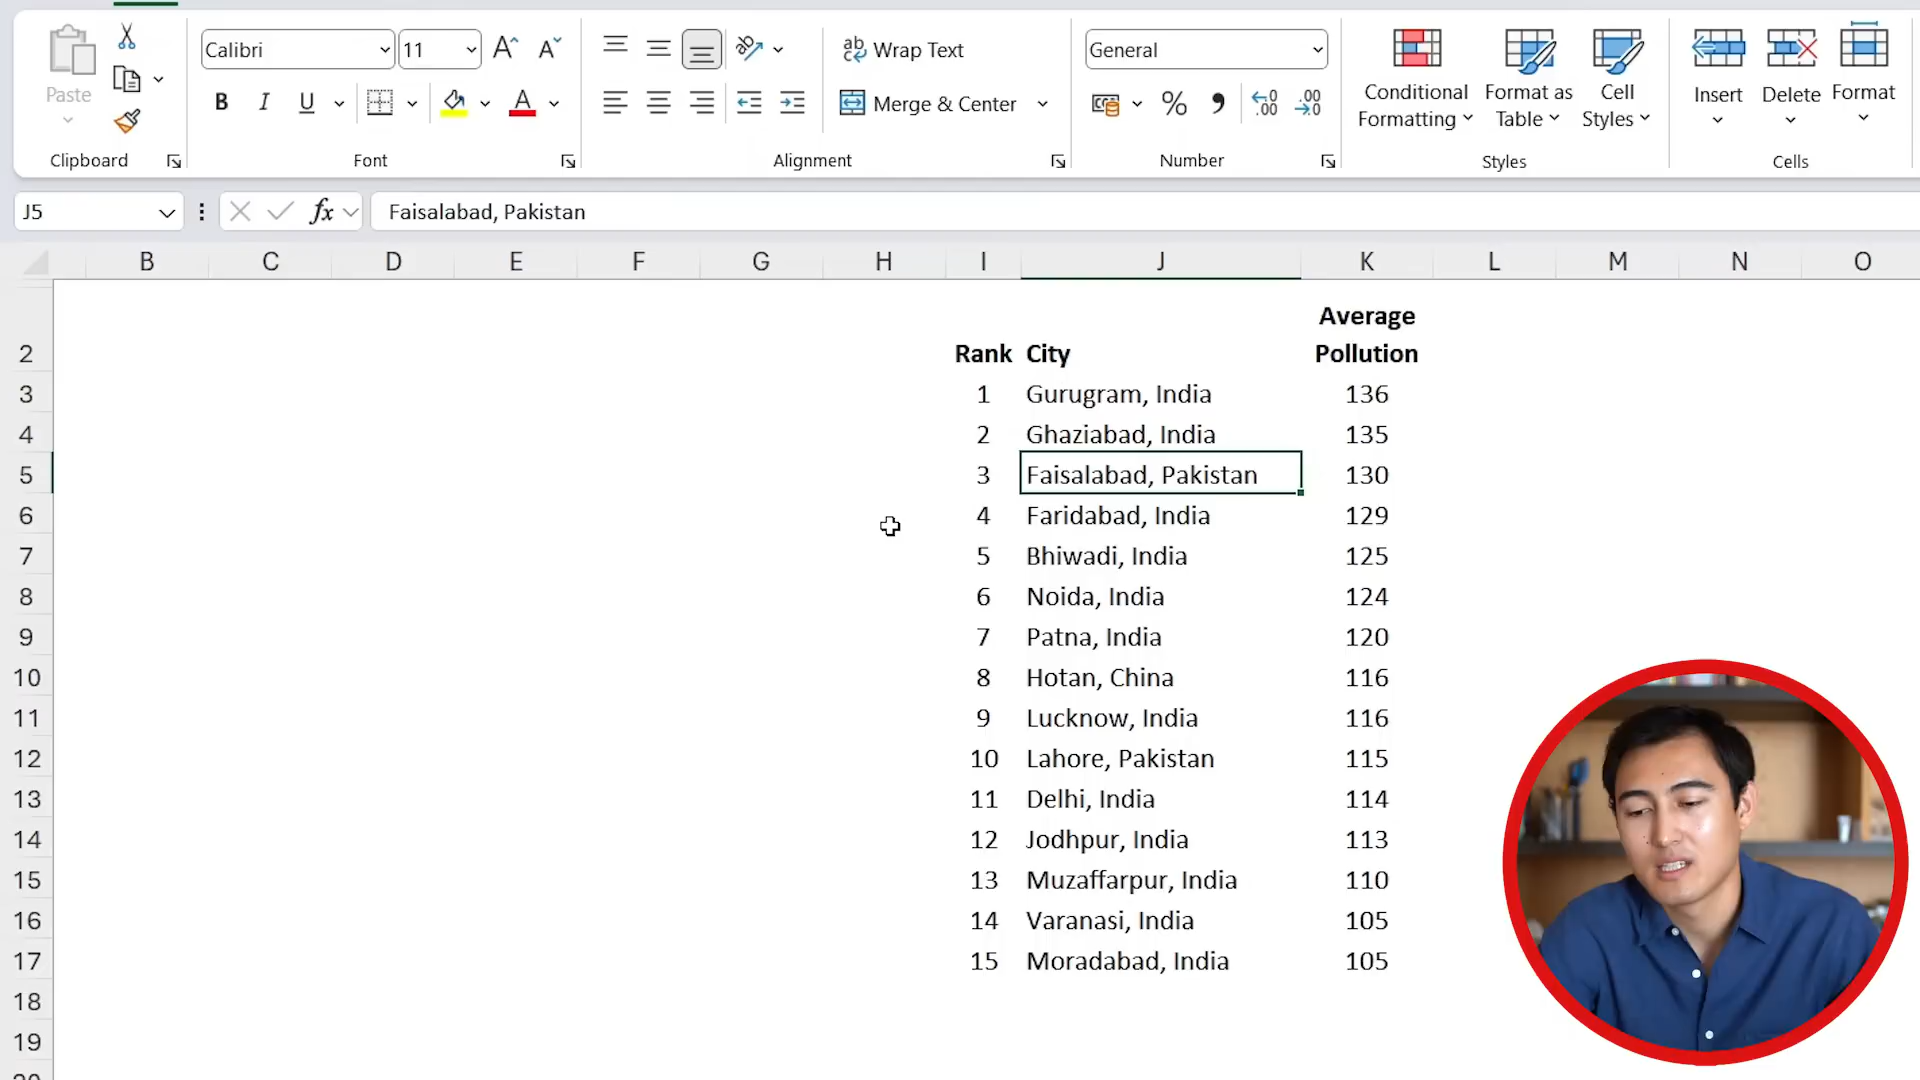 Paste
Clipboard
Calibri
11
B I U
A
Font
Wrap Text
Merge & Center
Alignment
General
%
Number
Conditional Formatting
Format as Table
Cell Styles
Styles
Insert
Delete
Format
Cells
J5
fx
Faisalabad, Pakistan
B C D E F G H I J K L M N O
Average
2 Rank City Pollution
3 1 Gurugram, India 136
4 2 Ghaziabad, India 135
5 3 Faisalabad, Pakistan 130
6 4 Faridabad, India 129
7 5 Bhiwadi, India 125
8 6 Noida, India 124
9 7 Patna, India 120
10 8 Hotan, China 116
11 9 Lucknow, India 116
12 10 Lahore, Pakistan 115
13 11 Delhi, India 114
14 12 Jodhpur, India 113
15 13 Muzaffarpur, India 110
16 14 Varanasi, India 105
17 15 Moradabad, India 105
18
19